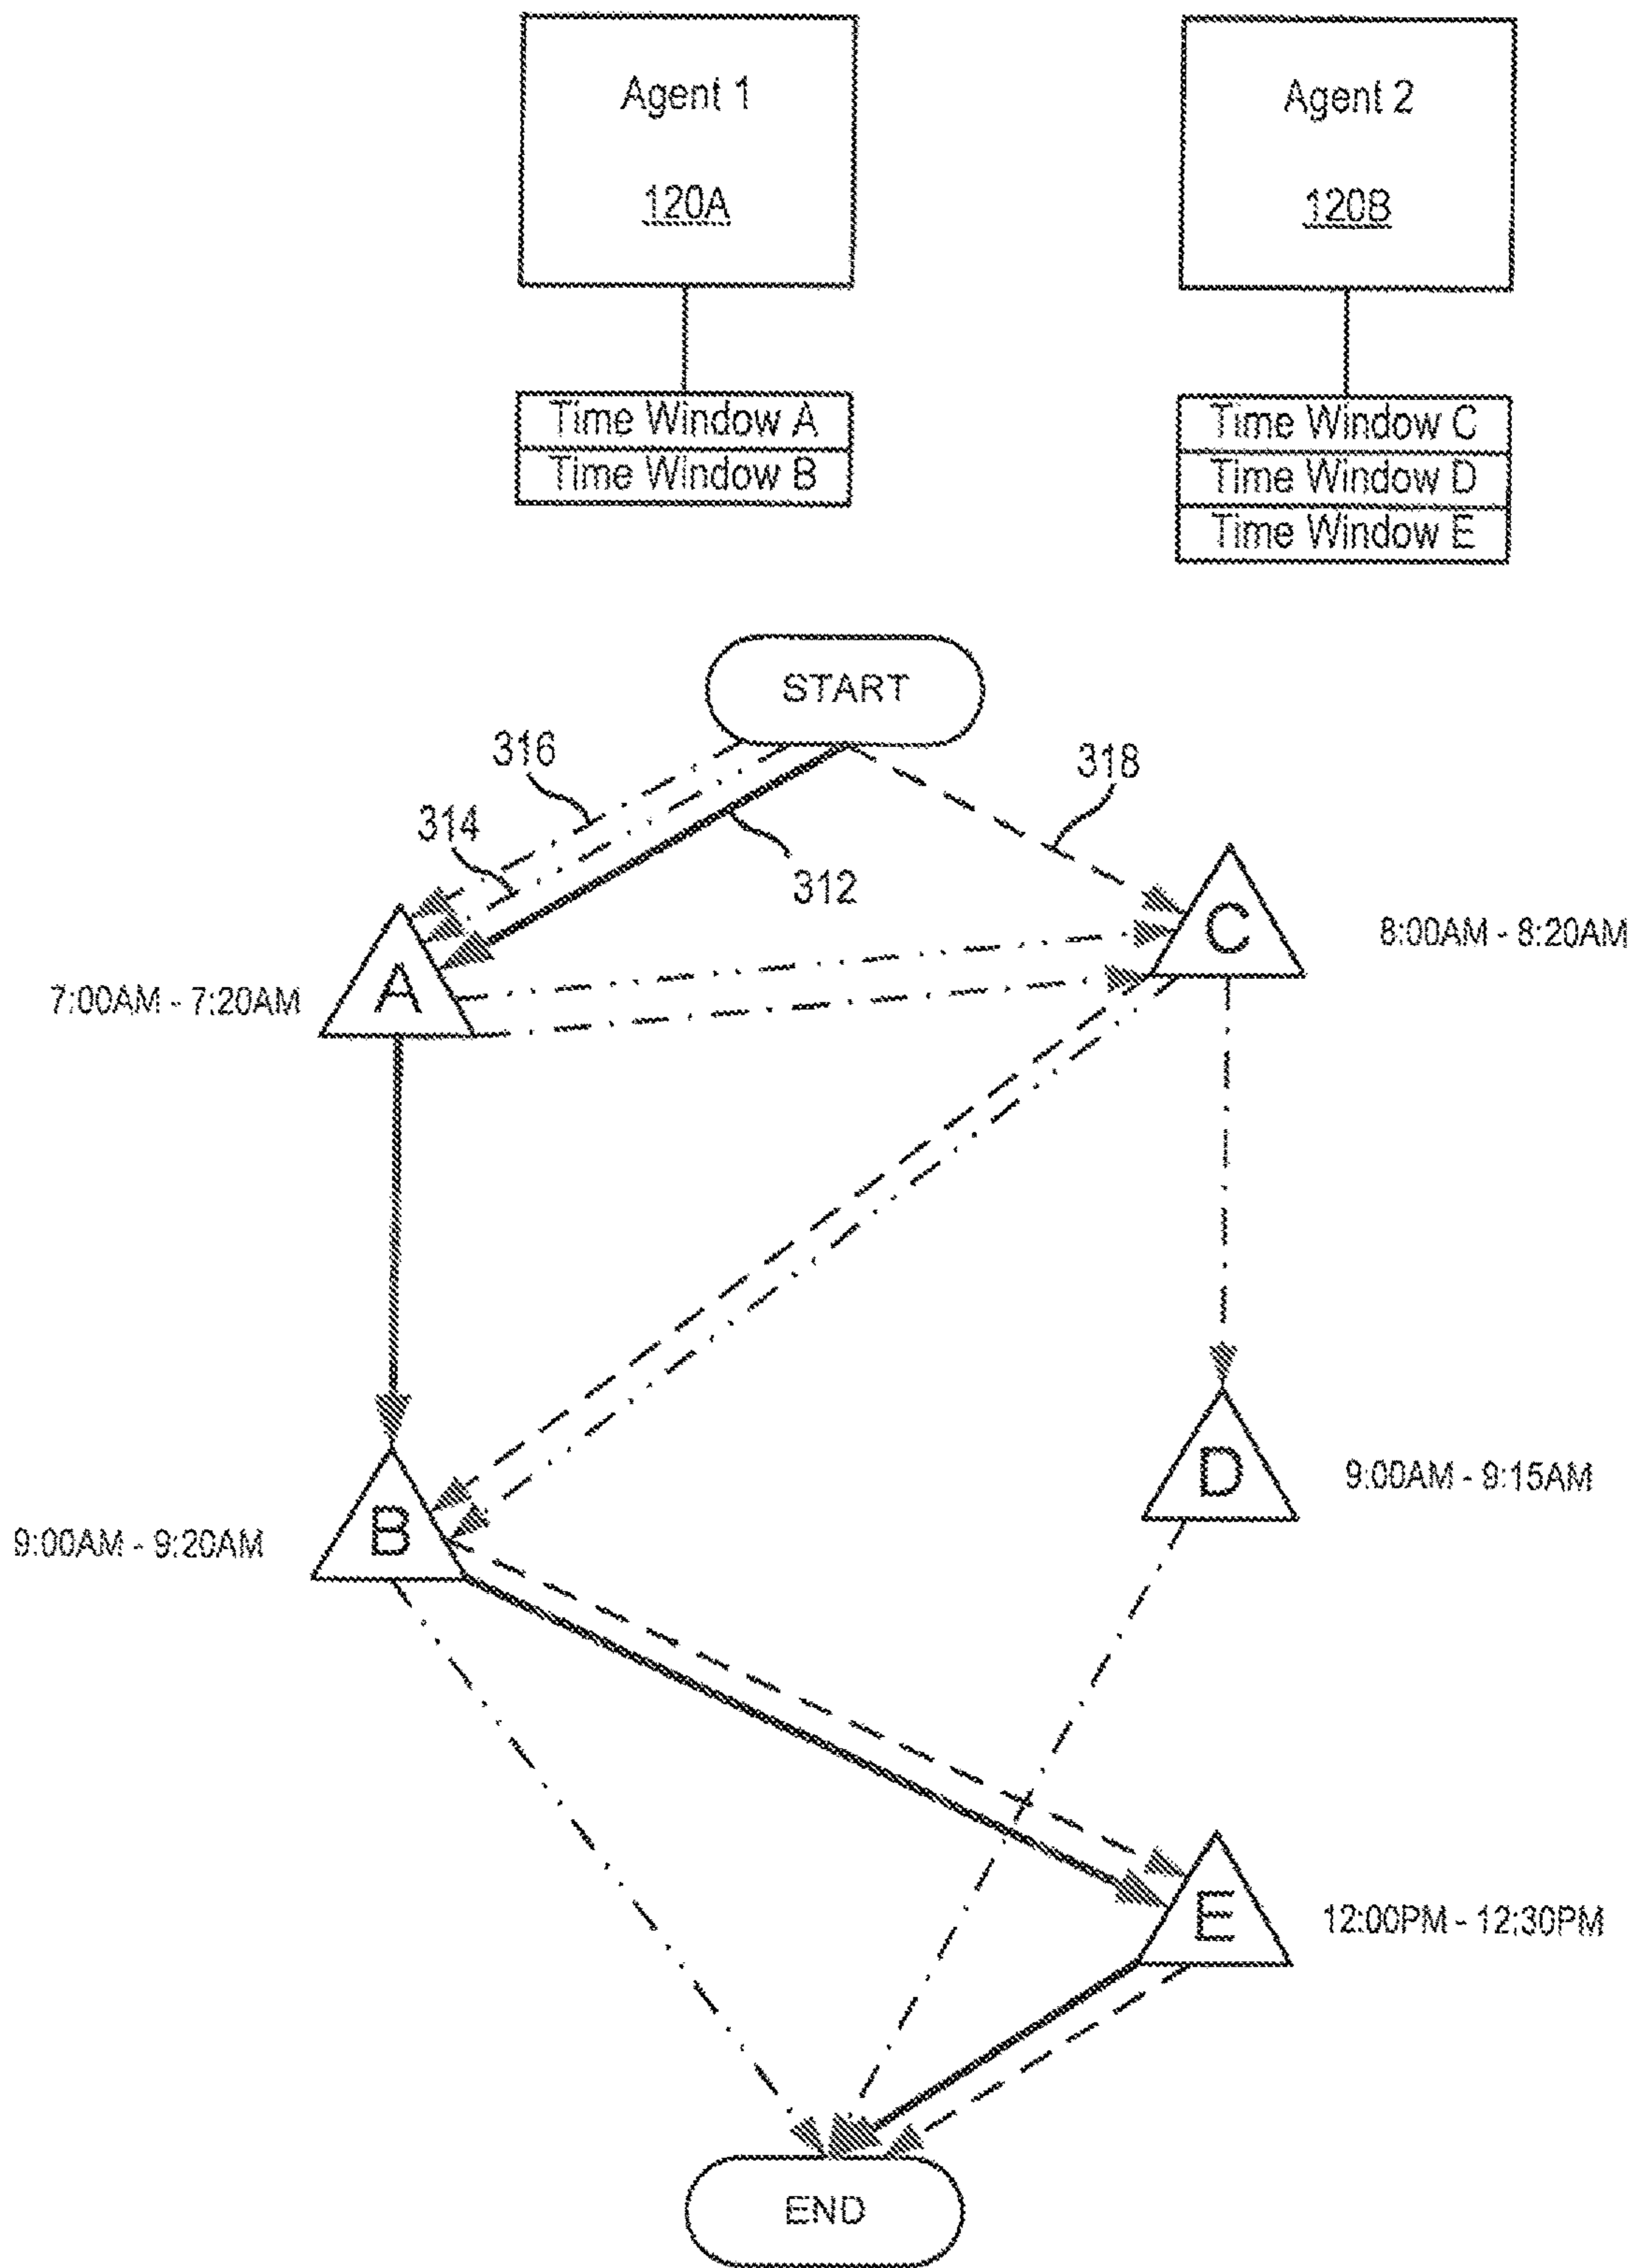 Agent 1
120A
Agent 2
120B
Time Window A
Time Window B
Time Window C
Time Window D
Time Window E
START
316
314
312
318
A
7:00AM - 7:20AM
C
8:00AM - 8:20AM
B
9:00AM - 9:20AM
D
9:00AM - 9:15AM
E
12:00PM - 12:30PM
END